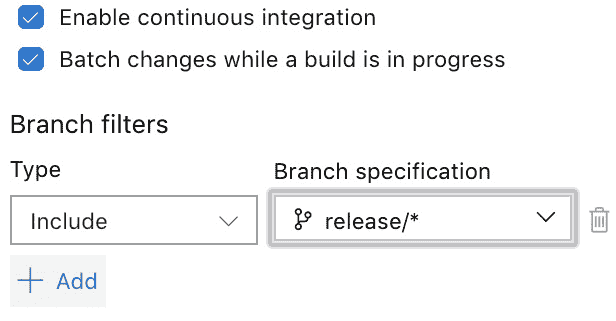 Enable continuous integration
Batch changes while a build is in progress
Branch filters
Type
Branch specification
Include
release/*
Add